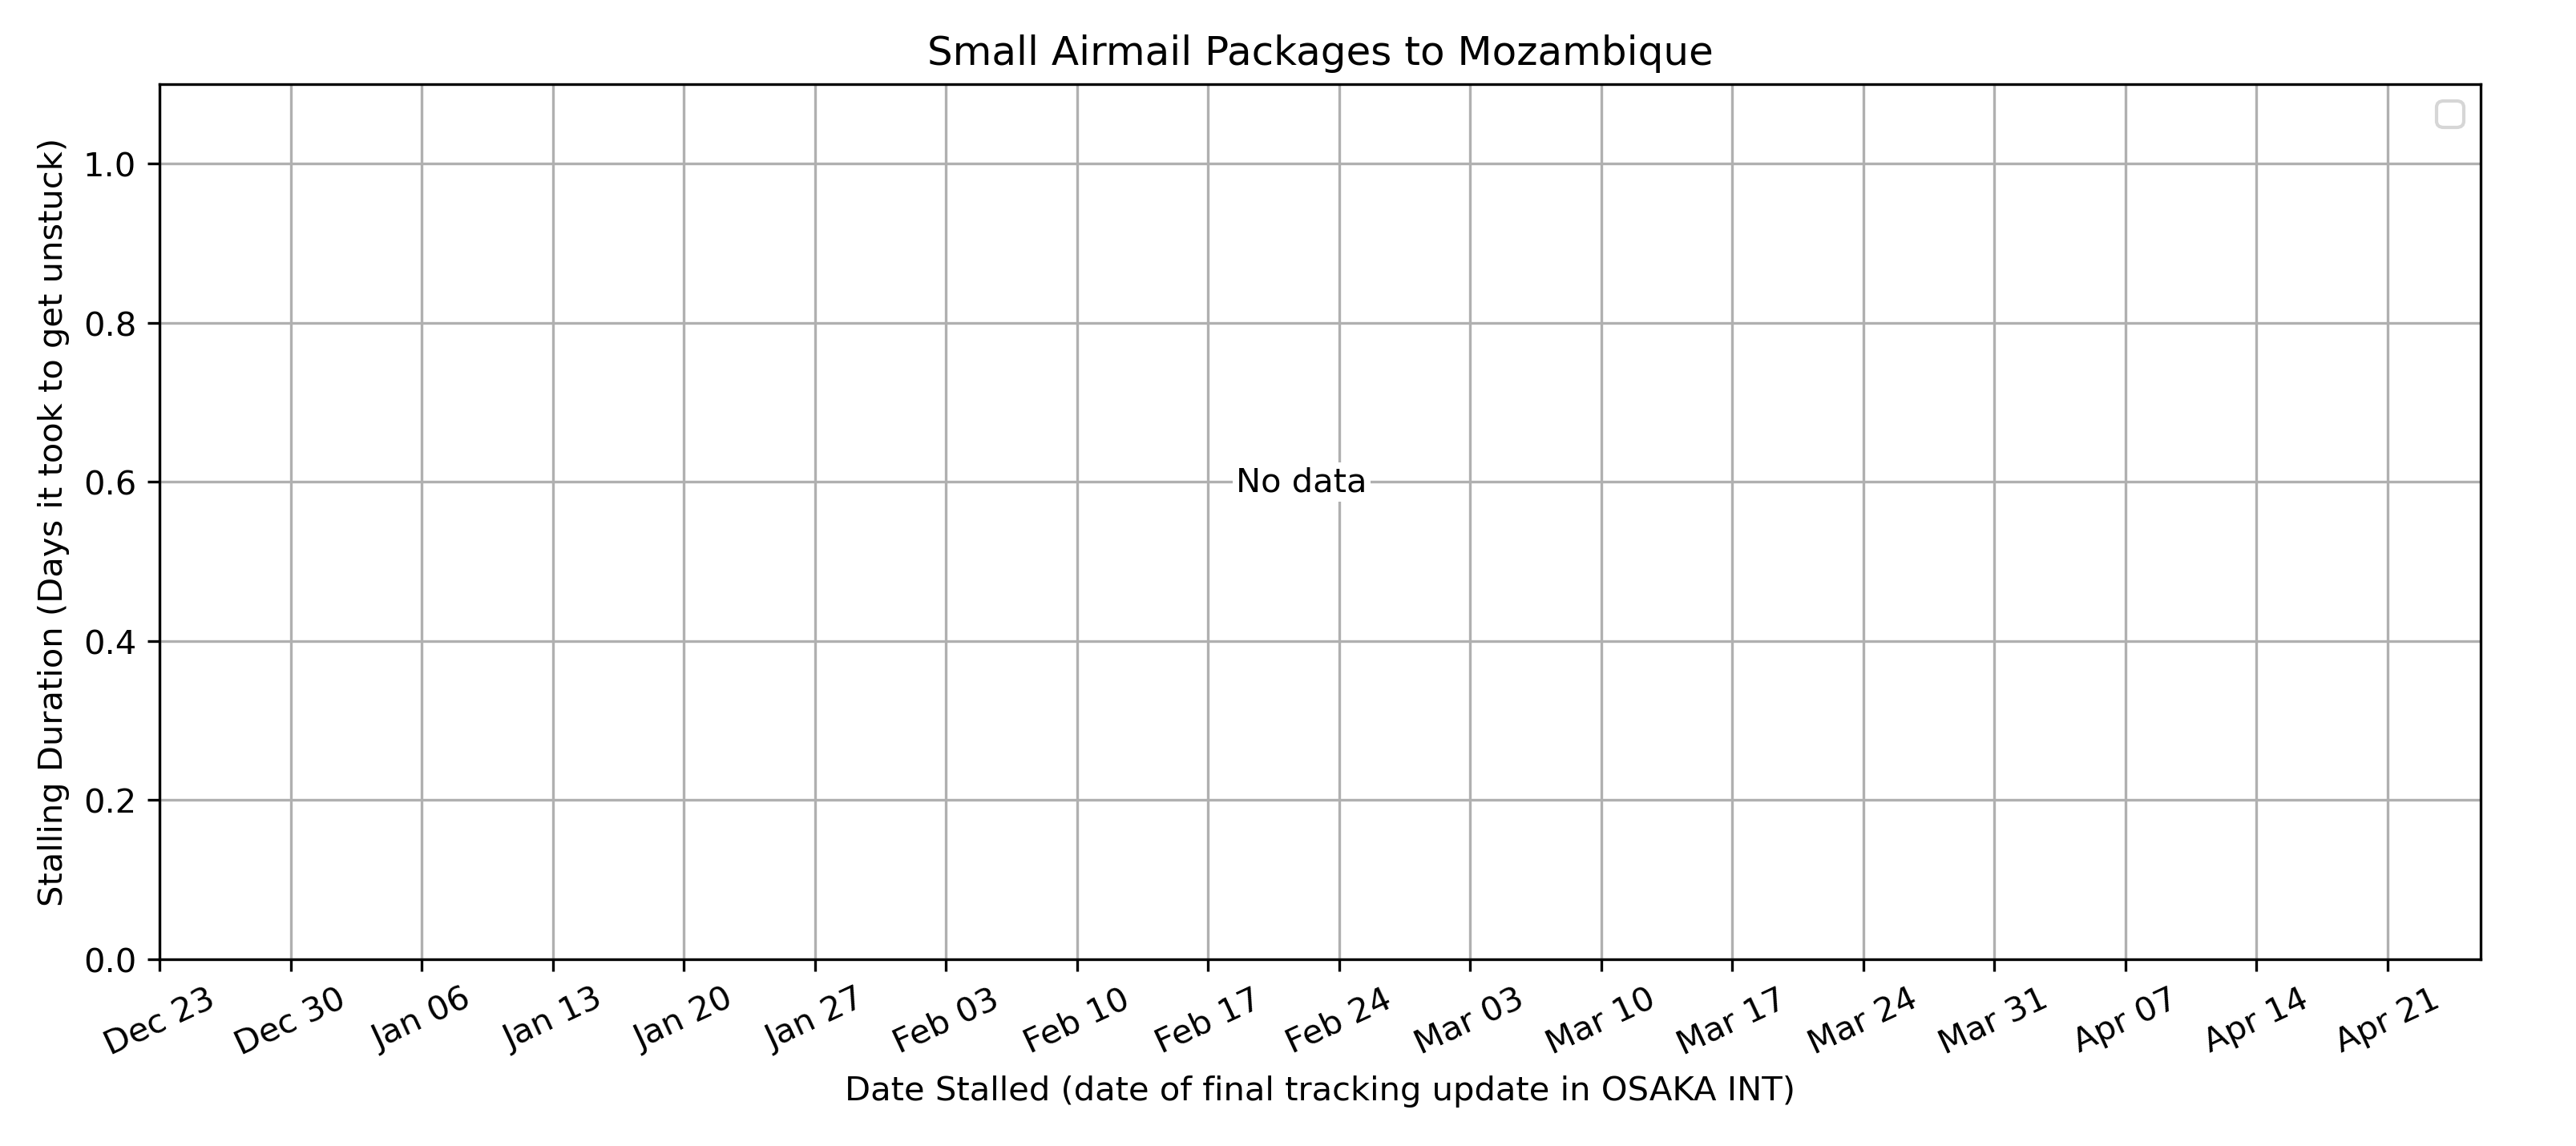 Small Airmail Packages to Mozambique
Stalling Duration (Days it took to get unstuck)
1.0
0.8
0.6
0.4
0.2
0.0
No data
Dec 23 Dec 30 Jan 06 Jan 13 Jan 20 Jan 27 Feb 03 Feb 10 Feb 17 Feb 24 Mar 03 Mar 10 Mar 17 Mar 24 Mar 31 Apr 07 Apr 14 Apr 21
Date Stalled (date of final tracking update in OSAKA INT)